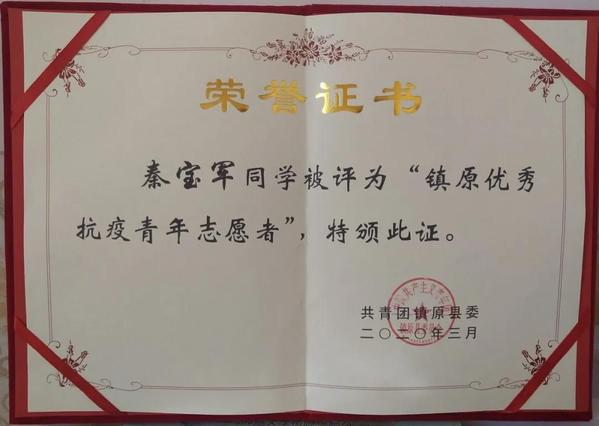 荣誉证书
秦宝军同学被评为“镇原优秀
抗疫青年志愿者”，特颁此证。
共青团镇原县委
二〇二〇年三月